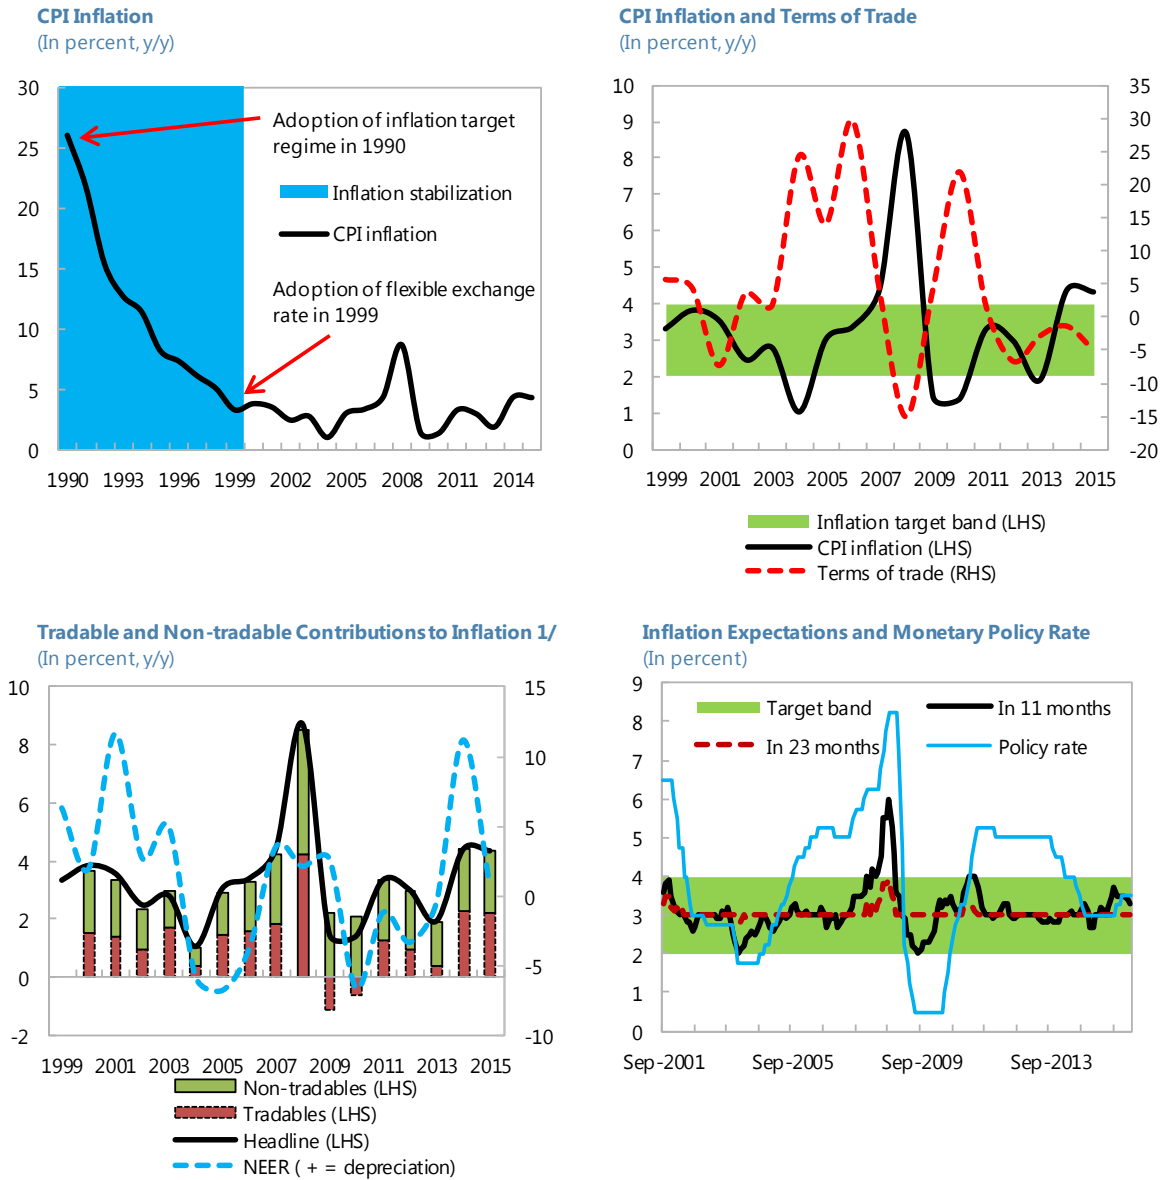 CPI Inflation
(In percent, y/y)
30
25
20
15
10
5
0
Adoption of inflation target
regime in 1990
Inflation stabilization
CPI inflation
Adoption of flexible exchange
rate in 1999
1990 1993 1996 1999 2002 2005 2008 2011 2014
CPI Inflation and Terms of Trade
(In percent, y/y)
10
9
8
7
6
5
4
3
2
1
0
35
30
25
20
15
10
5
0
-5
-10
-15
-20
1999 2001 2003 2005 2007 2009 2011 2013 2015
Inflation target band (LHS)
CPI inflation (LHS)
Terms of trade (RHS)
Tradable and Non-tradable Contributions to Inflation 1/
(In percent, y/y)
10
8
6
4
2
0
-2
15
10
5
0
-5
-10
1999 2001 2003 2005 2007 2009 2011 2013 2015
Non-tradables (LHS)
Tradables (LHS)
Headline (LHS)
NEER ( + = depreciation)
Inflation Expectations and Monetary Policy Rate
(In percent)
9
8
7
6
5
4
3
2
1
0
Target band
In 11 months
In 23 months
Policy rate
Sep-2001 Sep-2005 Sep-2009 Sep-2013